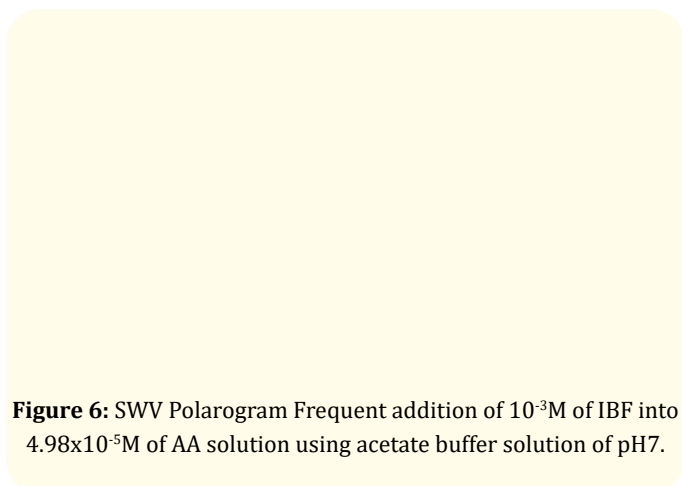 Figure 6: SWV Polarogram Frequent addition of 10⁻³M of IBF into
4.98x10⁻⁵M of AA solution using acetate buffer solution of pH7.